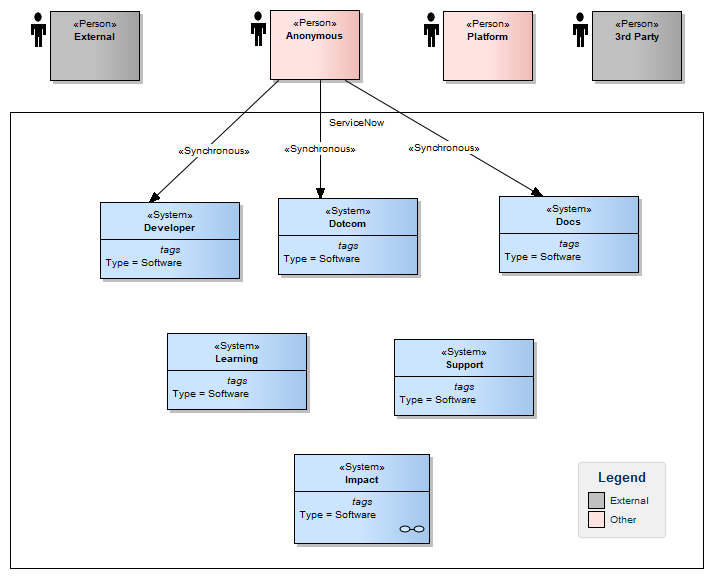 «Person»
External
«Person»
Anonymous
«Person»
Platform
«Person»
3rd Party
ServiceNow
«Synchronous»
«Synchronous»
«Synchronous»
«System»
Developer
tags
Type = Software
«System»
Dotcom
tags
Type = Software
«System»
Docs
tags
Type = Software
«System»
Learning
tags
Type = Software
«System»
Support
tags
Type = Software
«System»
Impact
tags
Type = Software
Legend
External
Other